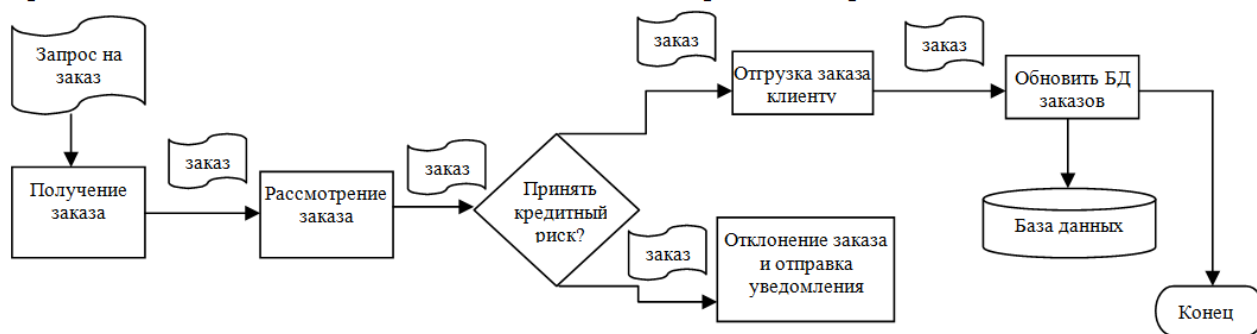 Запрос на
заказ
Получение
заказа
заказ
Рассмотрение
заказа
заказ
Принять
кредитный
риск?
заказ
Отгрузка заказа
клиенту
заказ
Обновить БД
заказов
База данных
Конец
заказ
Отклонение заказа
и отправка
уведомления